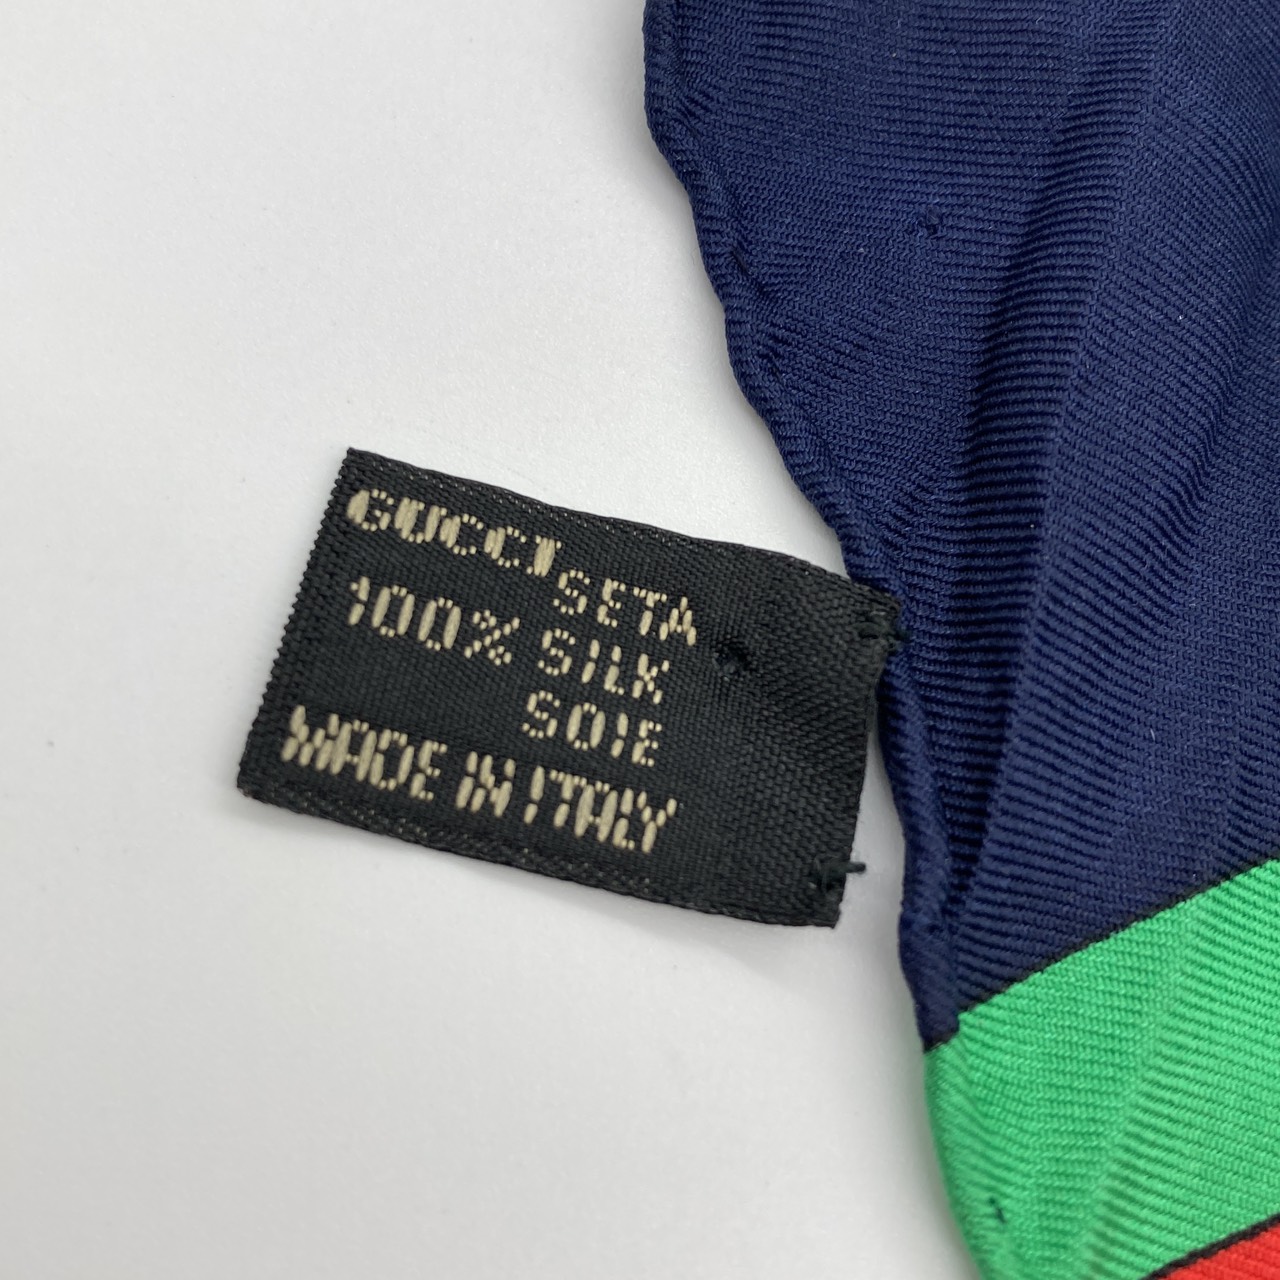 GUCCI
SETA
100% SILK
SOIE
MADE IN ITALY